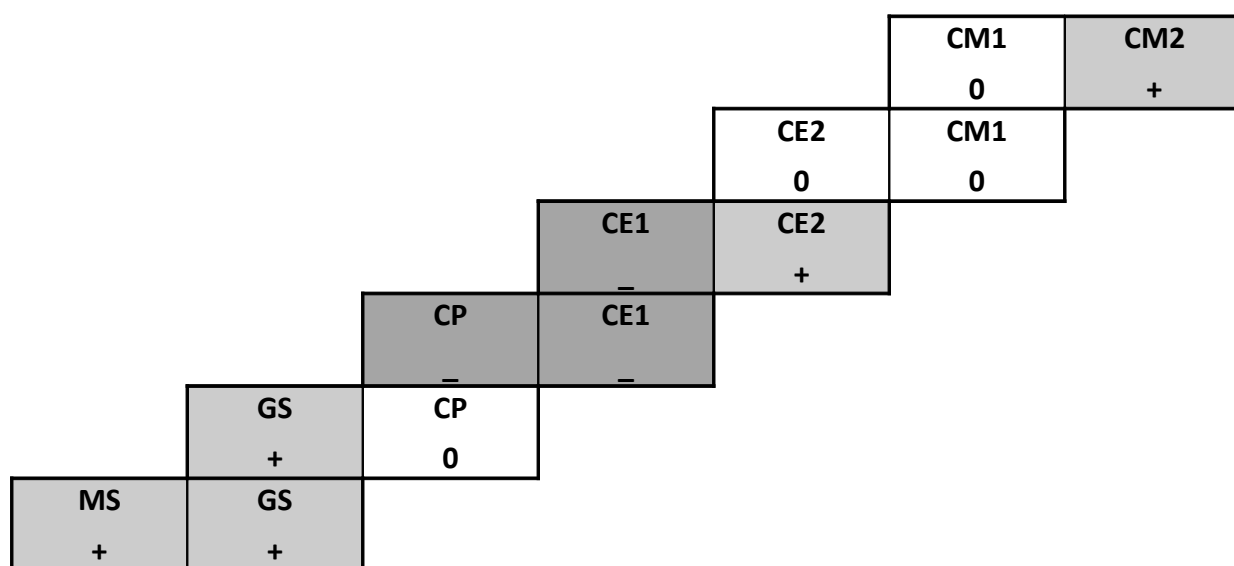 CM1 CM2
0 +
CE2 CM1
0 0
CE1 CE2
_ +
CP CE1
_ _
GS CP
+ 0
MS GS
+ +